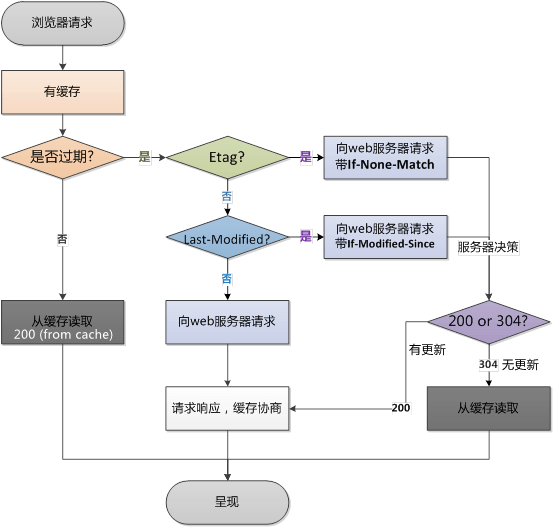 浏览器请求
有缓存
是否过期?
是
Etag?
是
向web服务器请求
带If-None-Match
否
Last-Modified?
是
向web服务器请求
带If-Modified-Since
否
服务器决策
否
从缓存读取
200 (from cache)
向web服务器请求
200 or 304?
有更新
304 无更新
请求响应，缓存协商
200
从缓存读取
呈现